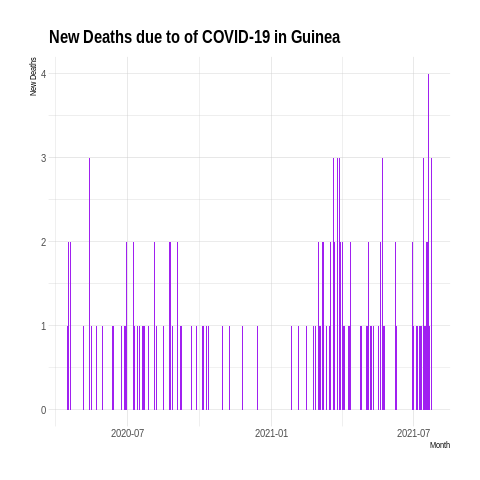 New Deaths due to of COVID-19 in Guinea
New Deaths
4
3
2
1
0
2020-07
2021-01
2021-07
Month